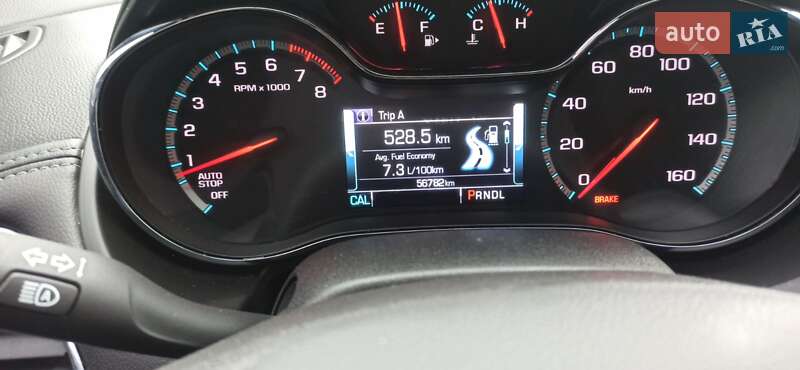 auto RIA
.com
E F
C H
1 2 3 4 5 6 7 8
RPM x 1000
AUTO
STOP
OFF
Trip A
528.5 km
Avg. Fuel Economy
7.3 L/100km
56782km
CAL PRNDL
0 20 40 60 80 100 120 140 160
km/h
BRAKE